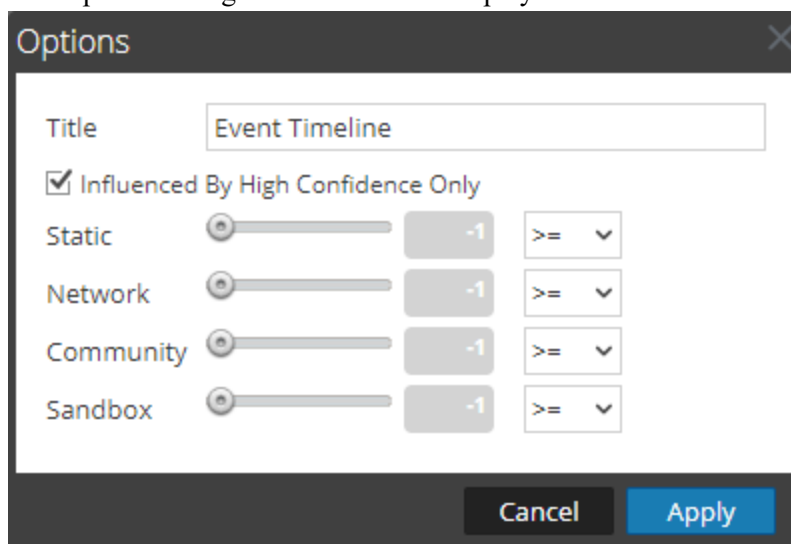 Options
Title Event Timeline
Influenced By High Confidence Only
Static -1 >=
Network -1 >=
Community -1 >=
Sandbox -1 >=
Cancel Apply